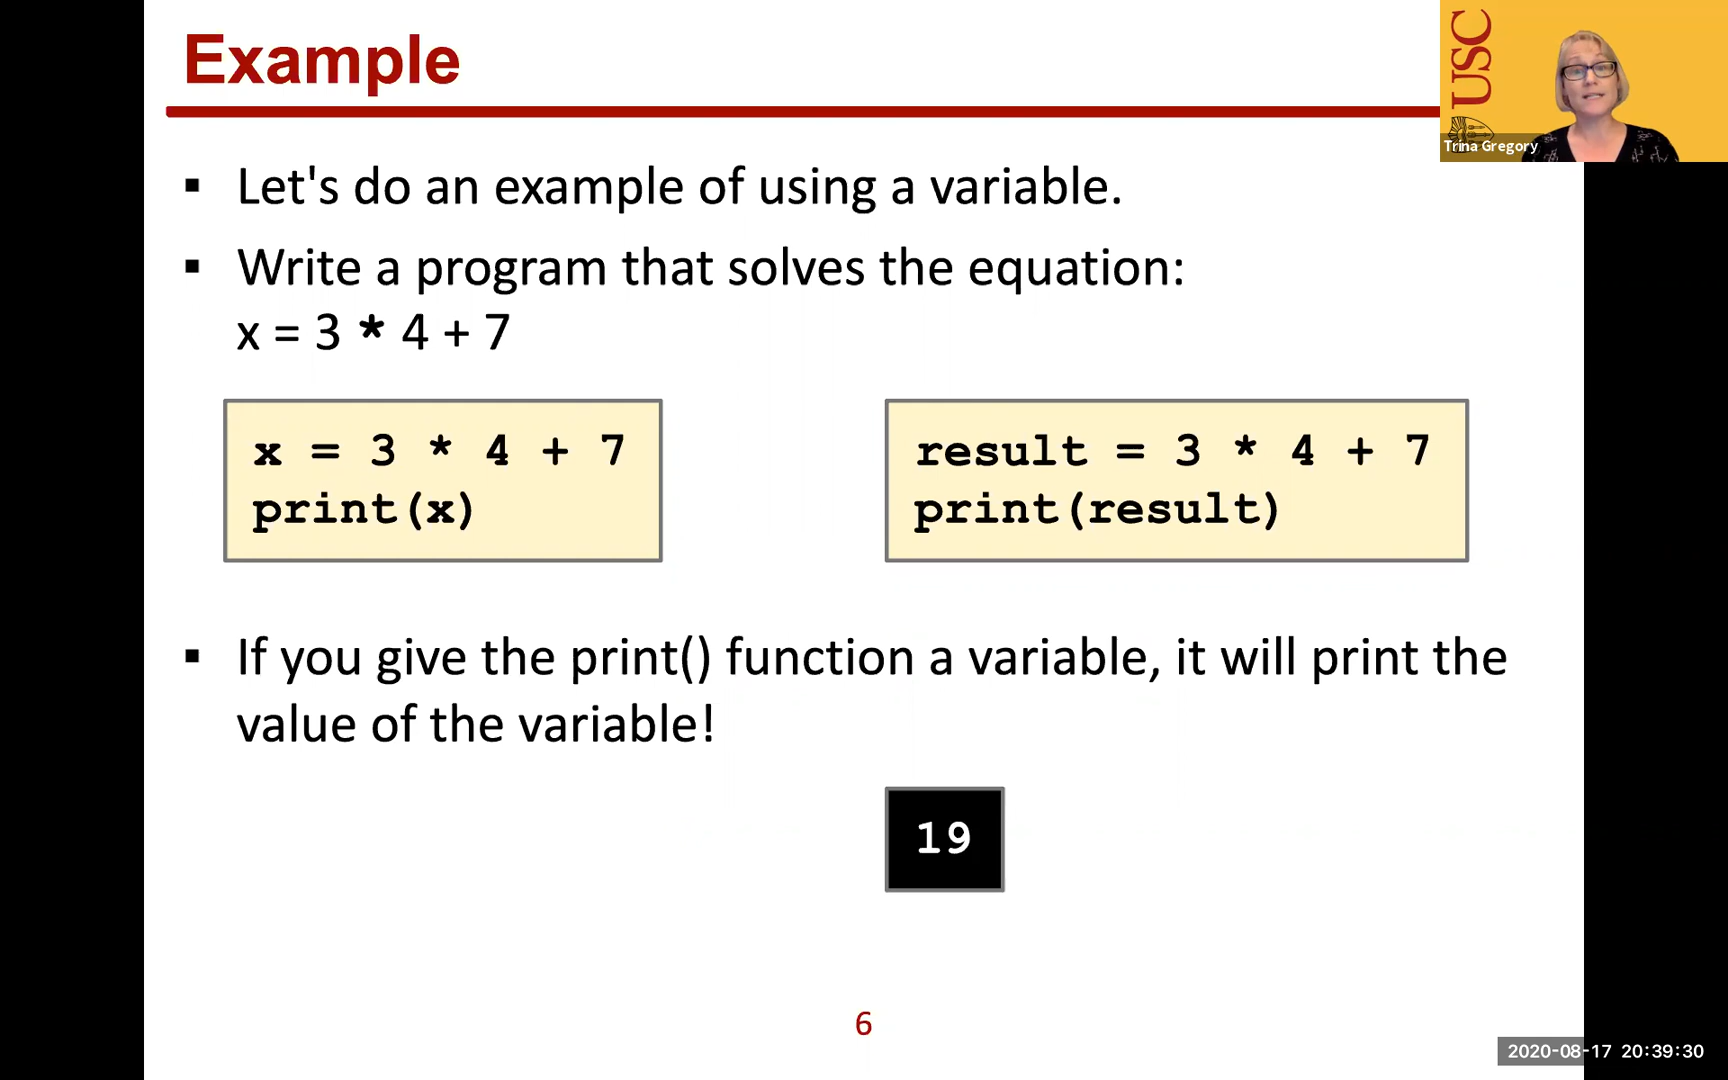 Example
USC
Trina Gregory
▪ Let's do an example of using a variable.
▪ Write a program that solves the equation:
x = 3 * 4 + 7
x = 3 * 4 + 7
print(x)
result = 3 * 4 + 7
print(result)
▪ If you give the print() function a variable, it will print the
value of the variable!
19
6
2020-08-17 20:39:30